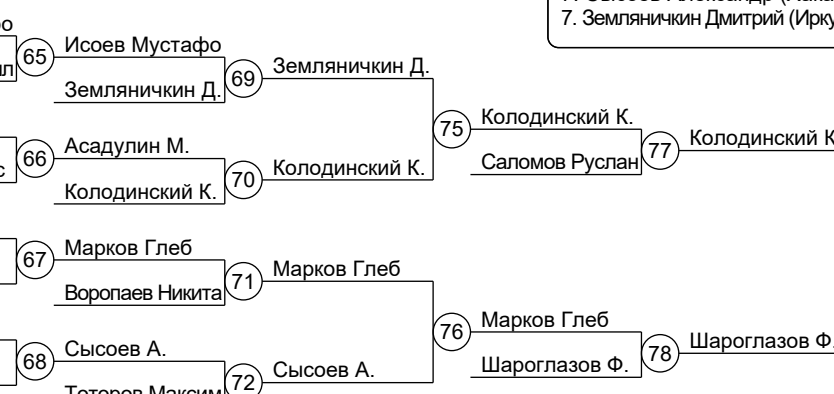 7. Земляничкин Дмитрий (Ирку
65
Исоев Мустафо
Земляничкин Д.
69
Земляничкин Д.
66
Асадулин М.
Колодинский К.
70
Колодинский К.
75
Колодинский К.
Саломов Руслан
77
Колодинский К
67
Марков Глеб
Воропаев Никита
71
Марков Глеб
68
Сысоев А.
72
Сысоев А.
76
Марков Глеб
Шароглазов Ф.
78
Шароглазов Ф.